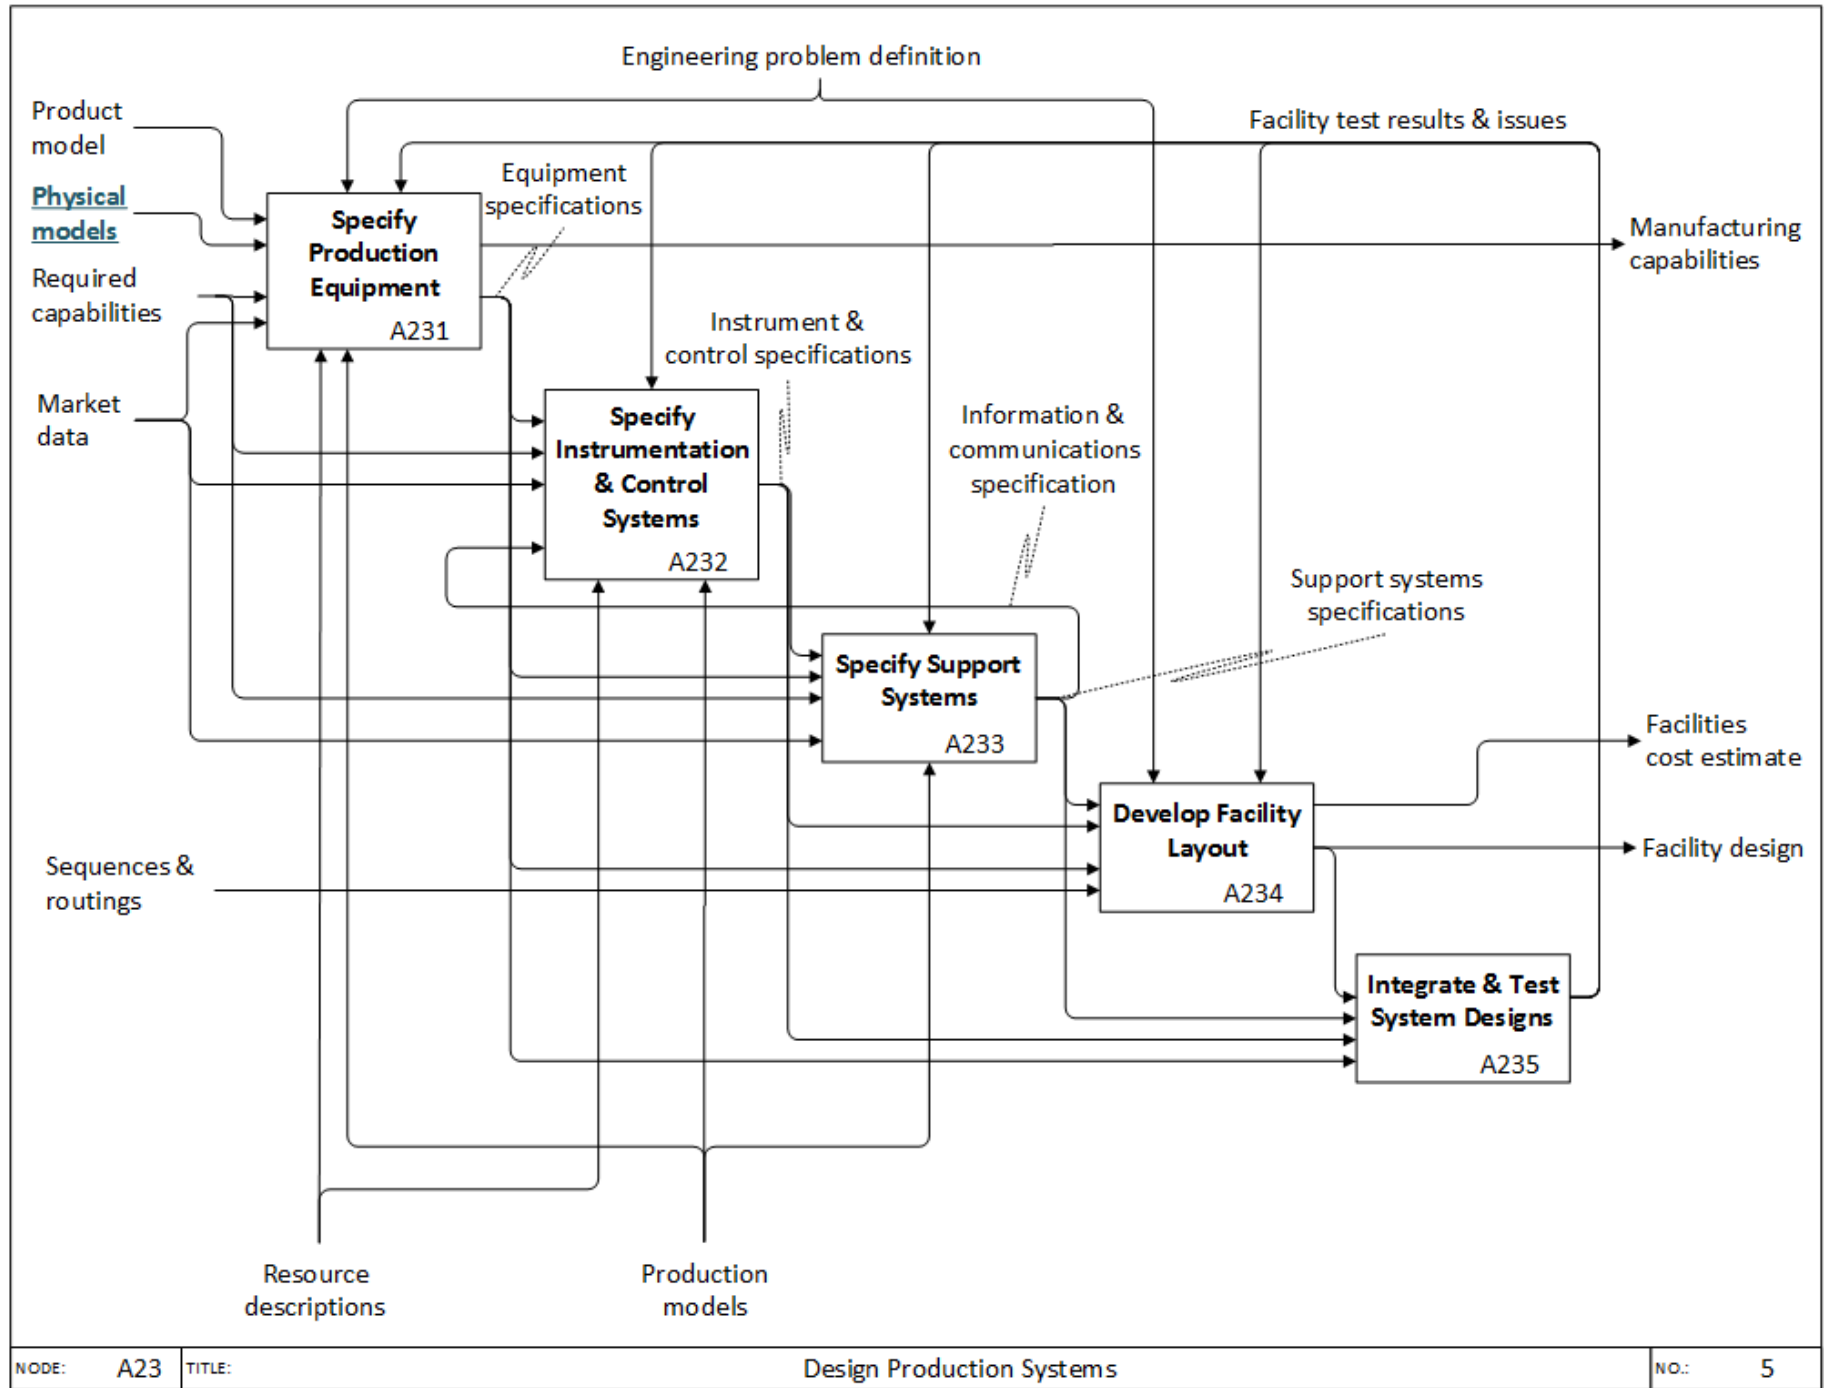 Engineering problem definition
Product
model
Facility test results & issues
Physical
models
Equipment
specifications
Specify
Production
Equipment
A231
Manufacturing
capabilities
Required
capabilities
Instrument &
control specifications
Market
data
Specify
Instrumentation
& Control
Systems
A232
Information &
communications
specification
Support systems
specifications
Specify Support
Systems
A233
Facilities
cost estimate
Develop Facility
Layout
A234
Facility design
Sequences &
routings
Integrate & Test
System Designs
A235
Resource
descriptions
Production
models
NODE: A23 TITLE: Design Production Systems NO.: 5